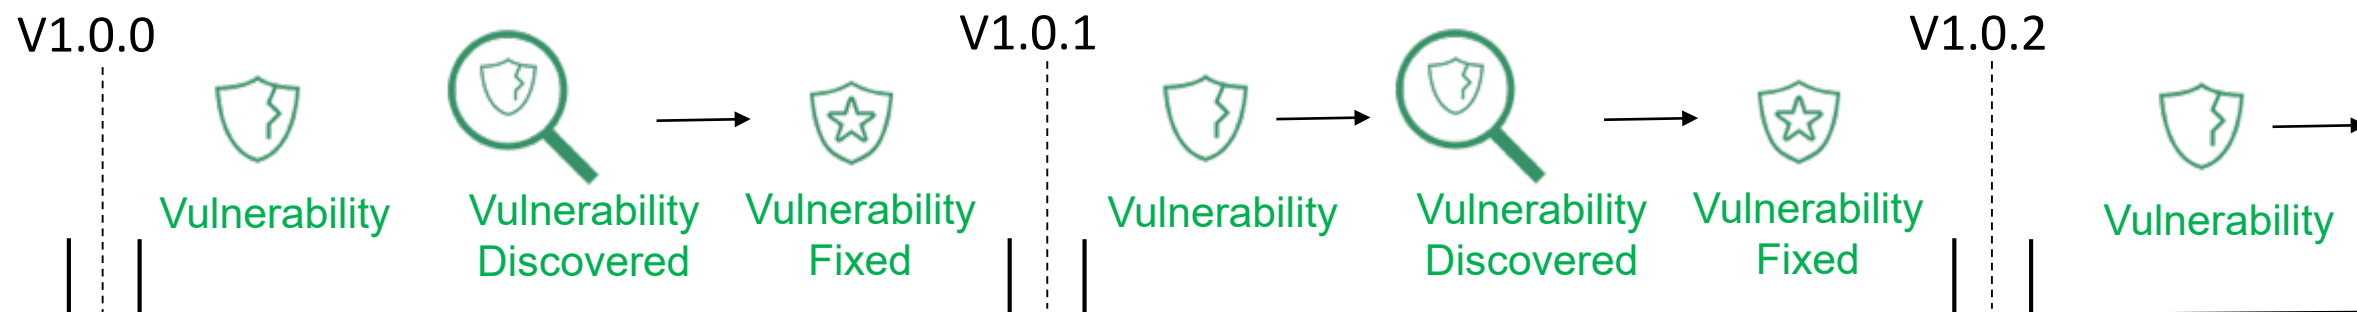 V1.0.0
V1.0.1
V1.0.2
Vulnerability
Vulnerability
Discovered
Vulnerability
Fixed
Vulnerability
Vulnerability
Discovered
Vulnerability
Fixed
Vulnerability